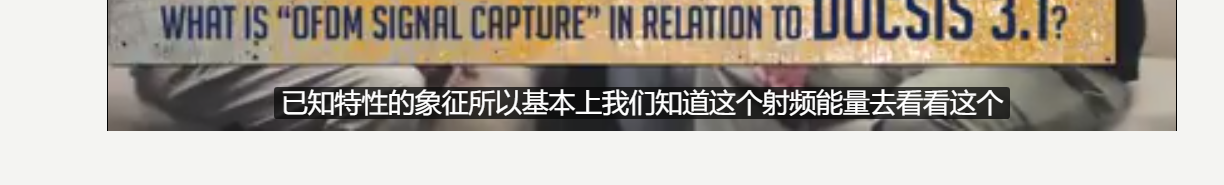 WHAT IS “OFDM SIGNAL CAPTURE” IN RELATION TO DOCSIS 3.1?
已知特性的象征所以基本上我们知道这个射频能量去看看这个